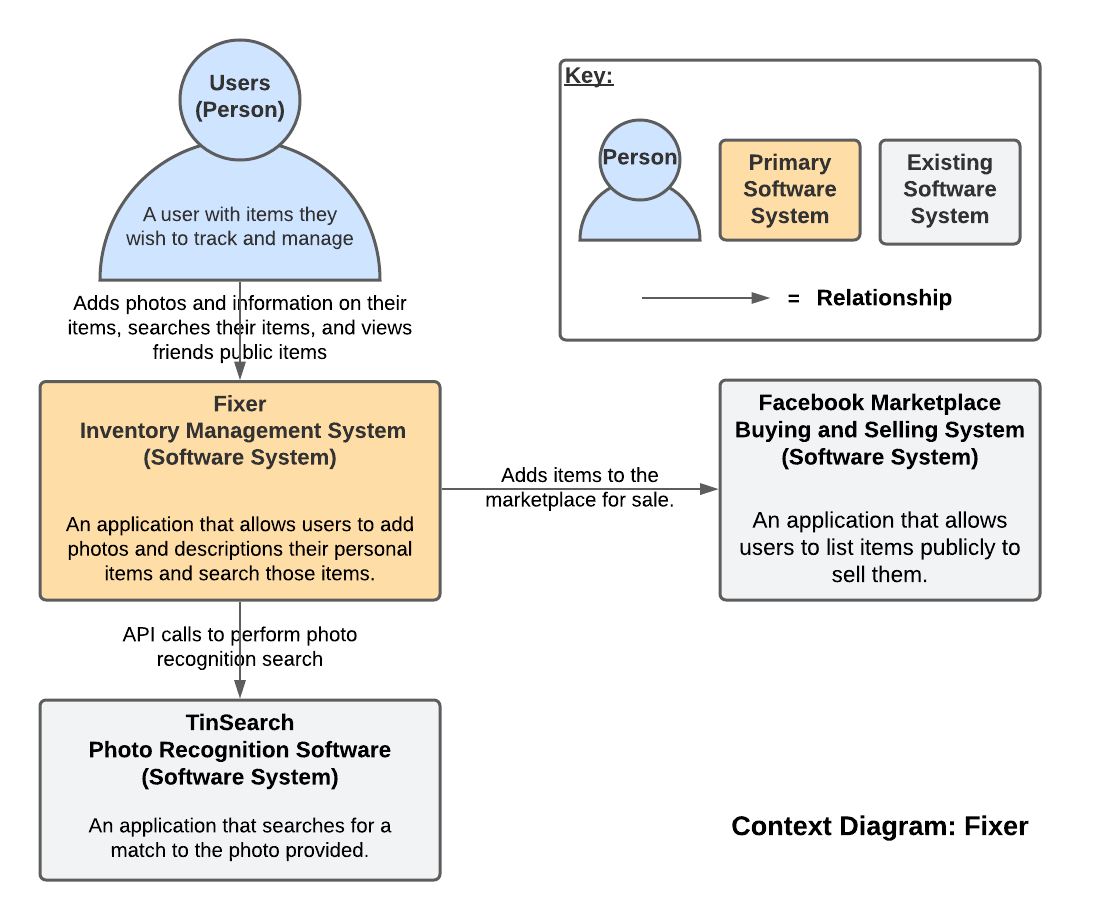 Users
(Person)
A user with items they
wish to track and manage
Adds photos and information on their
items, searches their items, and views
friends public items
Key:
Person
Primary
Software
System
Existing
Software
System
= Relationship
Fixer
Inventory Management System
(Software System)
An application that allows users to add
photos and descriptions their personal
items and search those items.
Adds items to the
marketplace for sale.
Facebook Marketplace
Buying and Selling System
(Software System)
An application that allows
users to list items publicly to
sell them.
API calls to perform photo
recognition search
TinSearch
Photo Recognition Software
(Software System)
An application that searches for a
match to the photo provided.
Context Diagram: Fixer